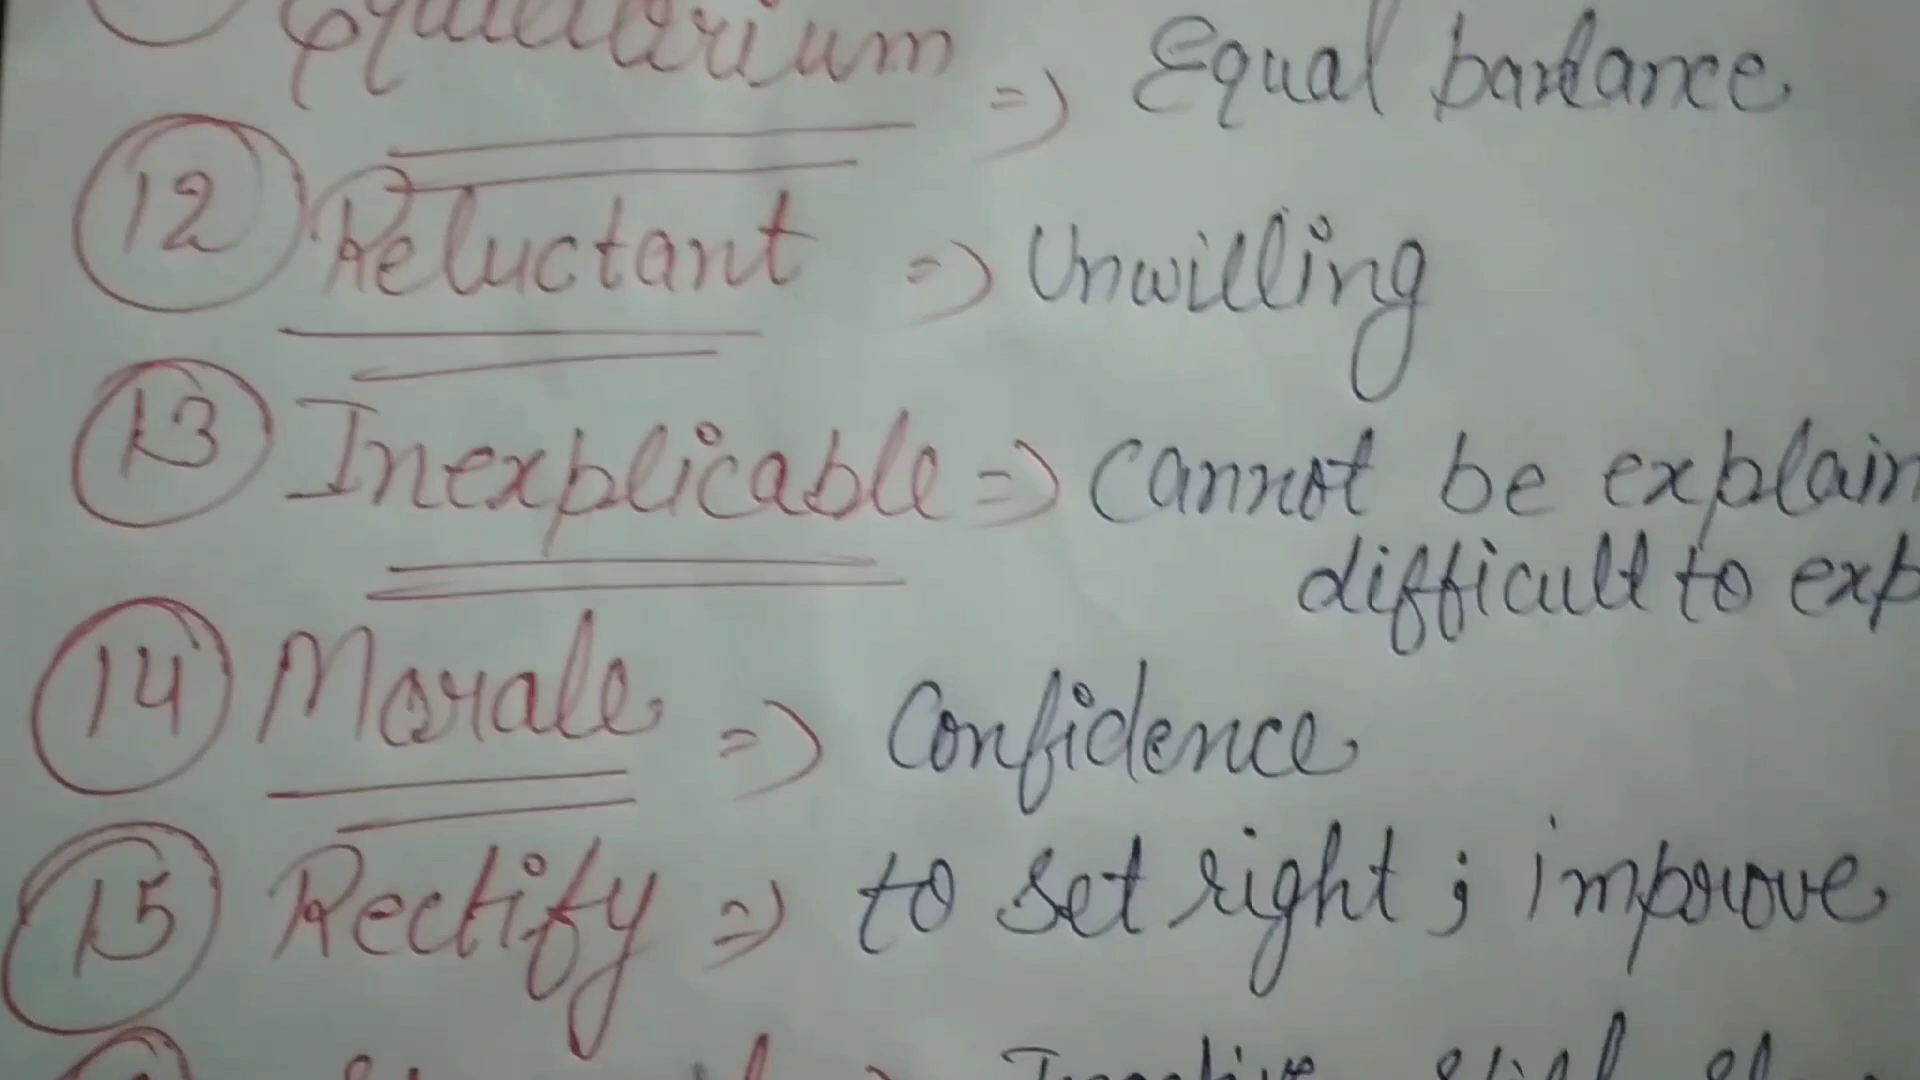 Equilibrium => Equal barlance
12 Reluctant => Unwilling
13 Inexplicable => Cannot be explain
difficult to exp
14 Morale => Confidence
15 Rectify => to set right ; improve